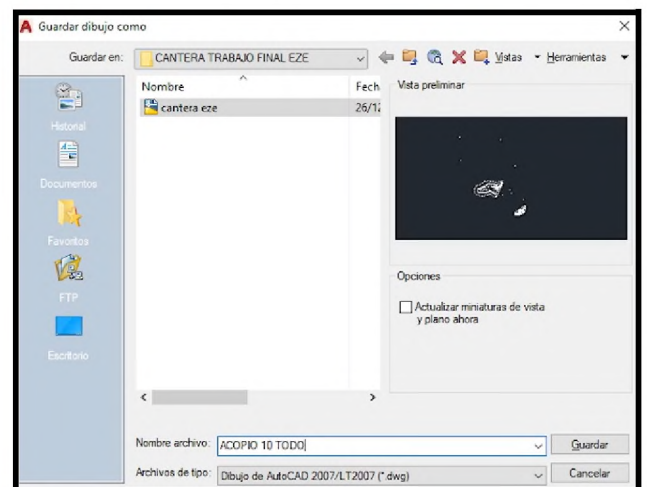 A Guardar dibujo como
Guardar en: CANTERA TRABAJO FINAL EZE Vistas Herramientas
Nombre Fech
cantera eze 26/12
Vista preliminar
Historial
Documentos
Favoritos
FTP
Escritorio
Opciones
Actualizar miniaturas de vista
y plano ahora
Nombre archivo: ACOPIO 10 TODO Guardar
Archivos de tipo: Dibujo de AutoCAD 2007/LT2007 (*.dwg) Cancelar